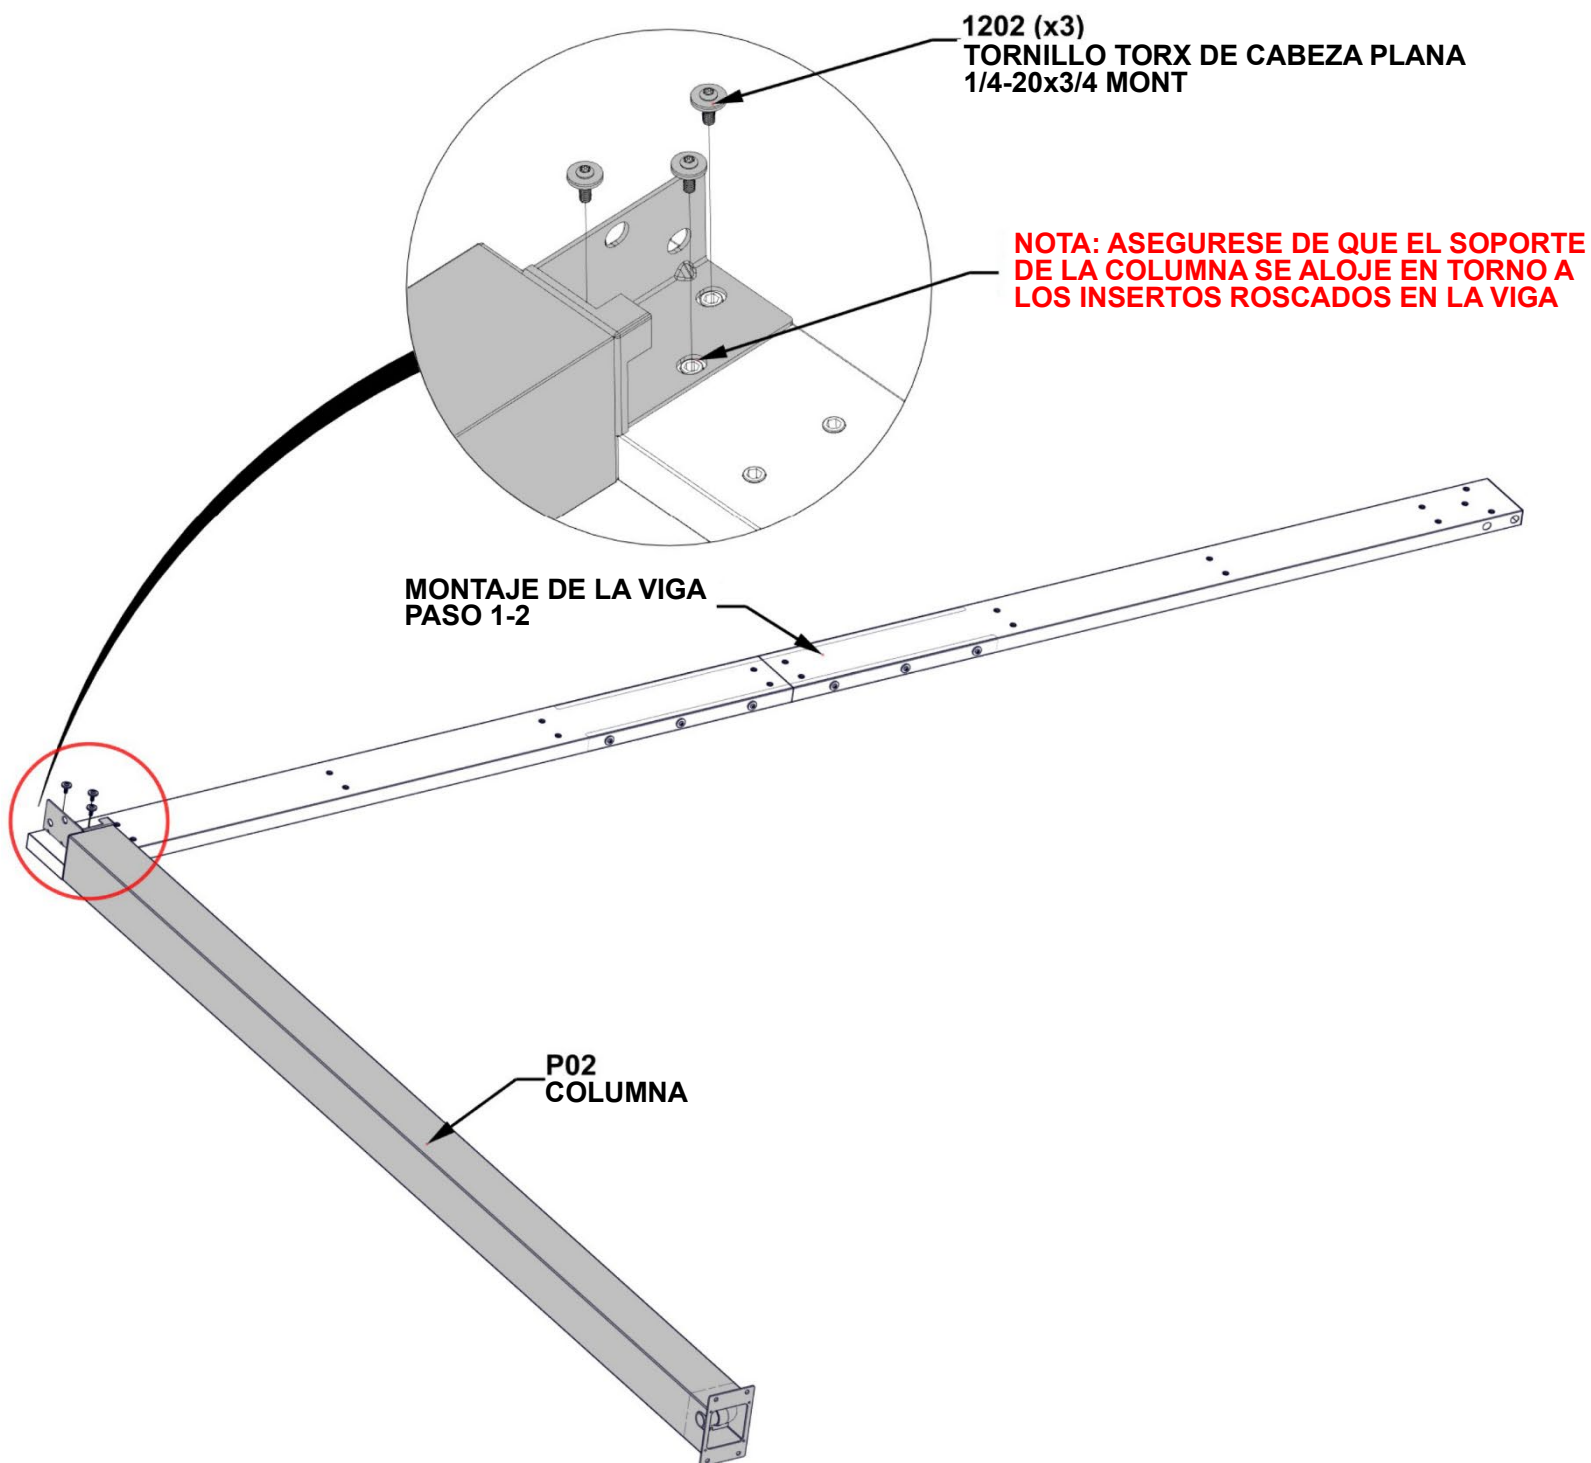 1202 (x3)
TORNILLO TORX DE CABEZA PLANA
1/4-20x3/4 MONT
NOTA: ASEGURESE DE QUE EL SOPORTE
DE LA COLUMNA SE ALOJE EN TORNO A
LOS INSERTOS ROSCADOS EN LA VIGA
MONTAJE DE LA VIGA
PASO 1-2
P02
COLUMNA